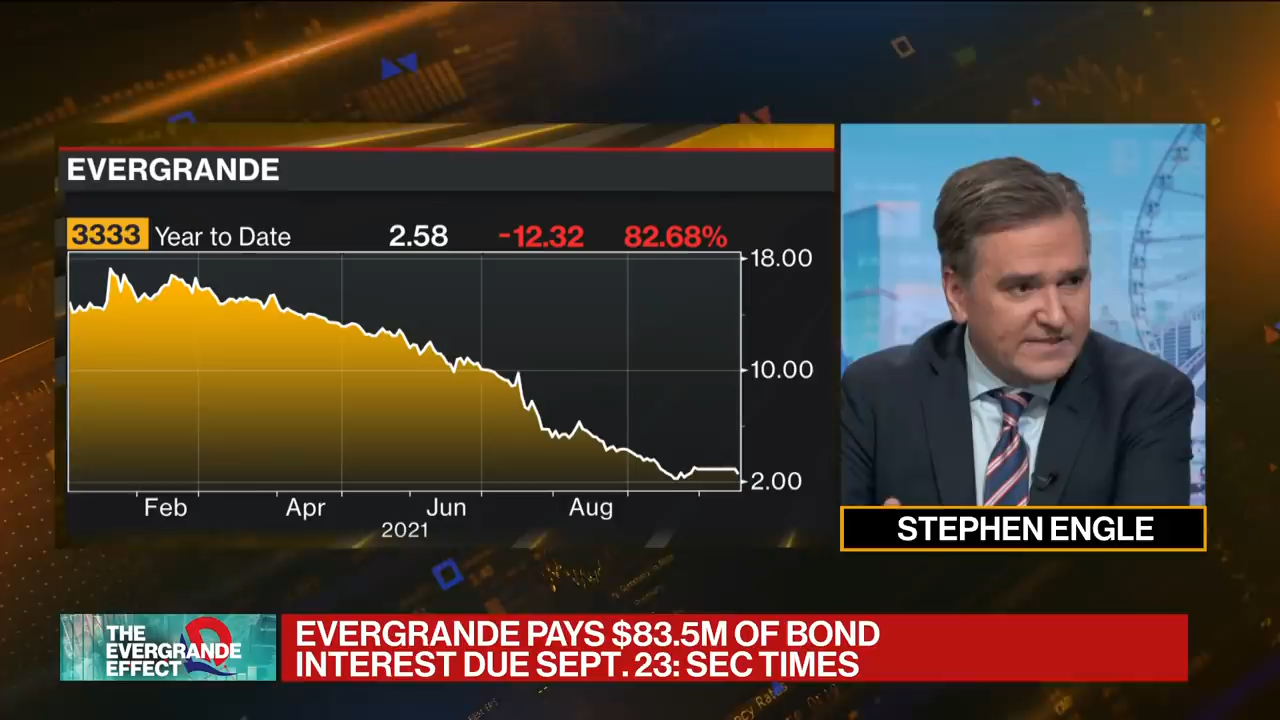 EVERGRANDE
3333 Year to Date 2.58 -12.32 82.68%
18.00
10.00
2.00
Feb Apr Jun Aug
2021
STEPHEN ENGLE
THE
EVERGRANDE
EFFECT
EVERGRANDE PAYS $83.5M OF BOND
INTEREST DUE SEPT. 23: SEC TIMES